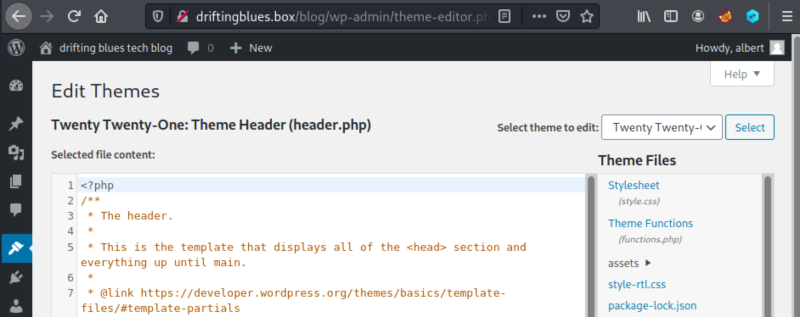 driftingblues.box/blog/wp-admin/theme-editor.ph
drifting blues tech blog 0 New Howdy, albert
Help
Edit Themes
Twenty Twenty-One: Theme Header (header.php)
Select theme to edit: Twenty Twenty-( Select
Selected file content:
Theme Files
1 <?php
2 /**
3 * The header.
4 *
5 * This is the template that displays all of the <head> section and
everything up until main.
6 *
7 * @link https://developer.wordpress.org/themes/basics/template-
files/#template-partials
Stylesheet
(style.css)
Theme Functions
(functions.php)
assets
style-rtl.css
package-lock.json